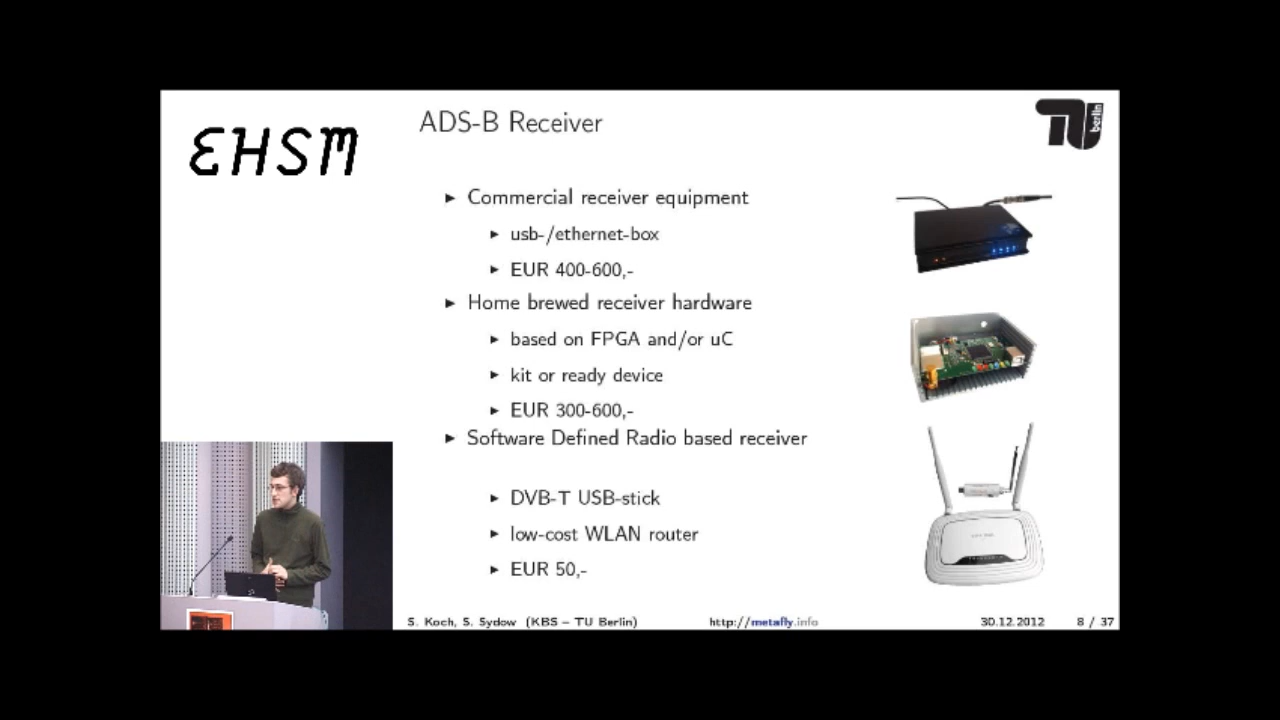 EHSM
ADS-B Receiver
TU berlin
► Commercial receiver equipment
► usb-/ethernet-box
► EUR 400-600,-
► Home brewed receiver hardware
► based on FPGA and/or uC
► kit or ready device
► EUR 300-600,-
► Software Defined Radio based receiver
► DVB-T USB-stick
► low-cost WLAN router
► EUR 50,-
S. Koch, S. Sydow (KBS – TU Berlin) http://metafly.info 30.12.2012 8 / 37